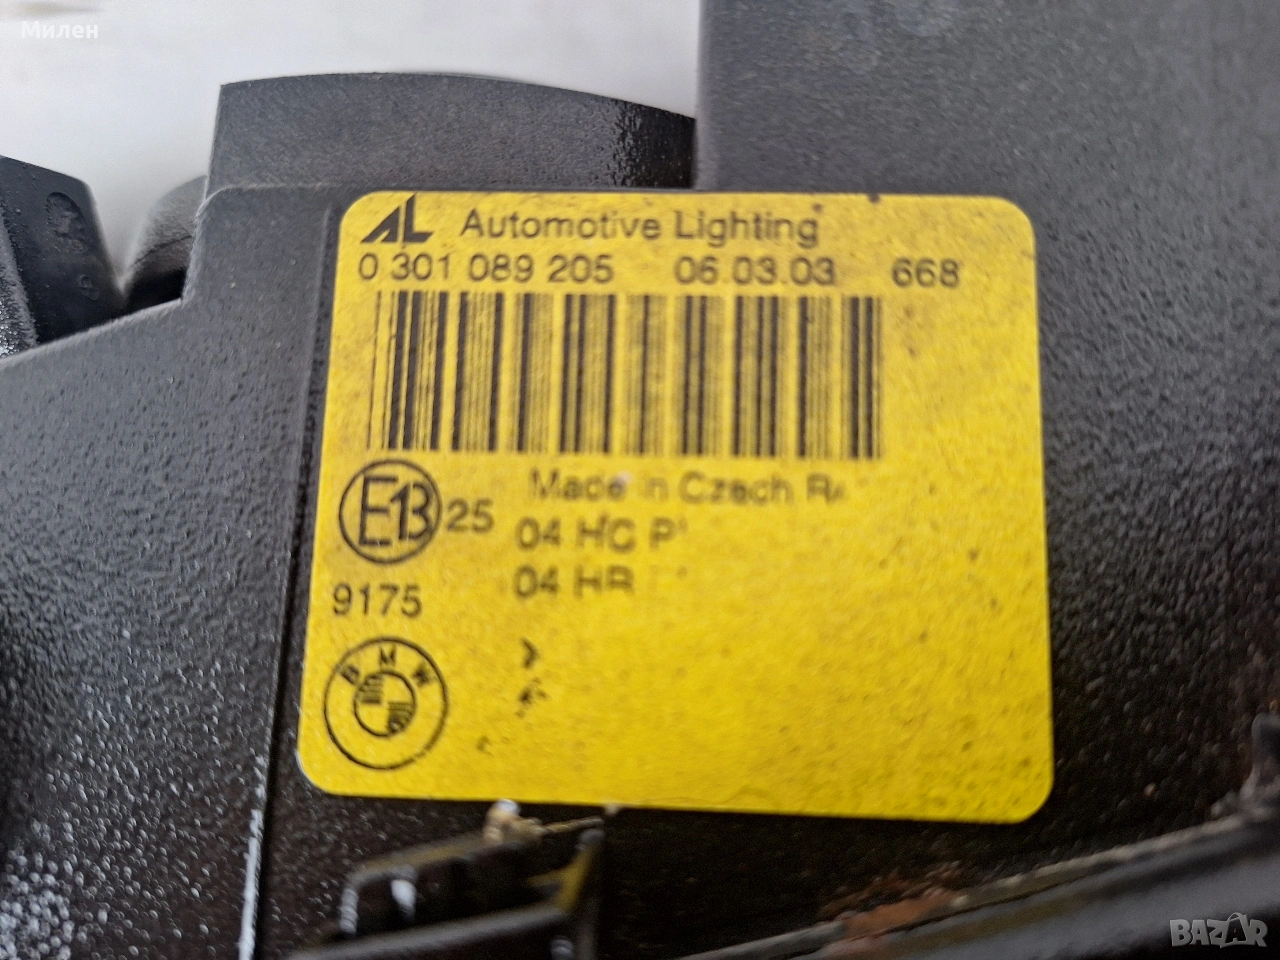 Милен
AL Automotive Lighting
0 301 089 205 06.03.03 668
Made in Czech
E13 25
04 HC
04 HR
9175
BMW
BAZAR